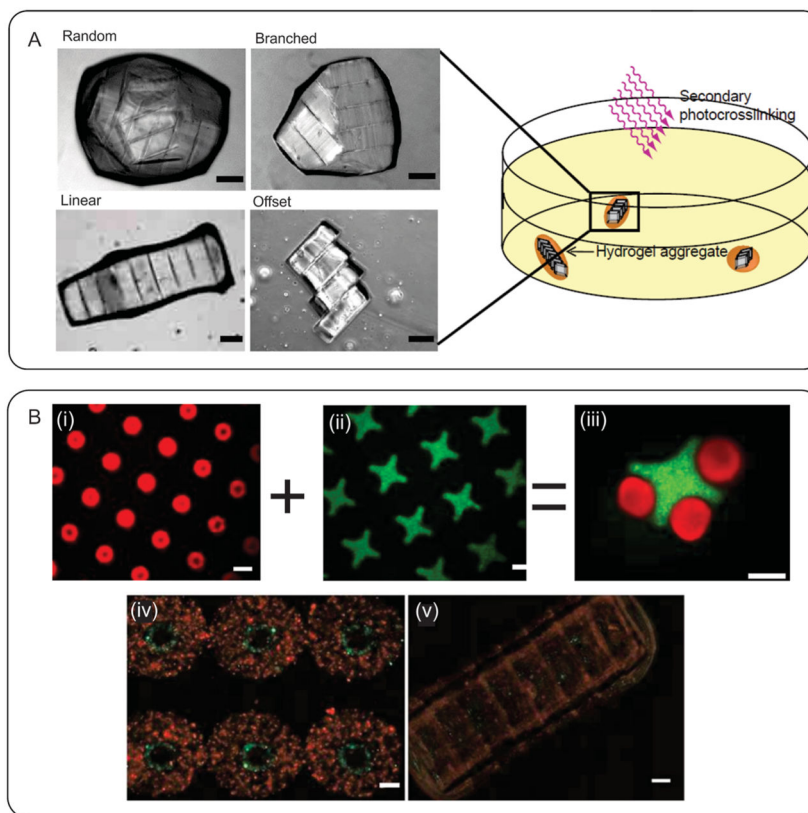 A
Random
Branched
Linear
Offset
Secondary
photocrosslinking
Hydrogel aggregate
B
(i)
+
(ii)
=
(iii)
(iv)
(v)